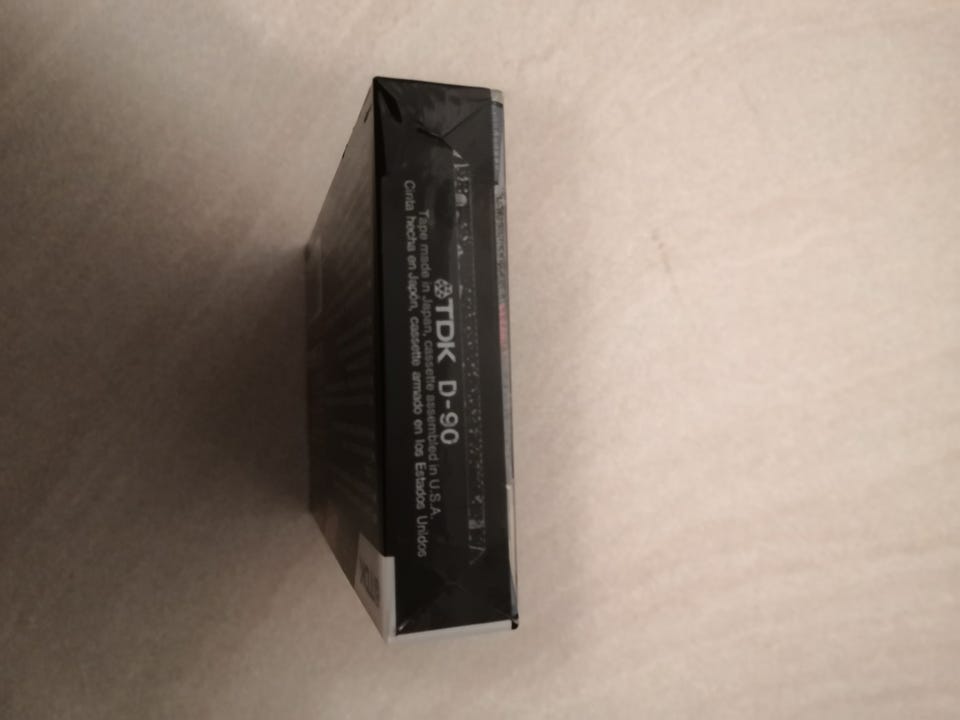 TDK D-90
Tape made in Japan, cassette assembled in U.S.A.
Cinta hecha en Japón, cassette armado en los Estados Unidos